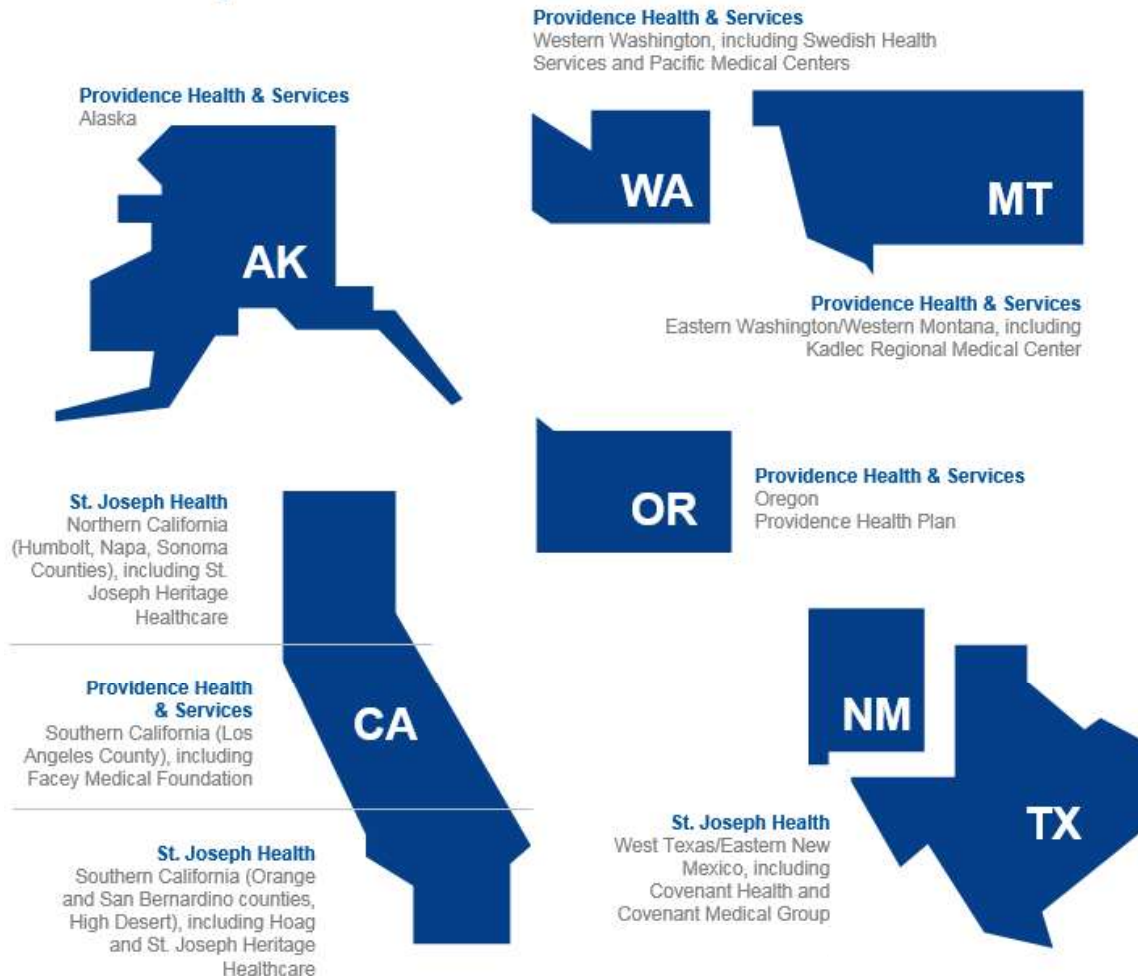 Providence Health & Services
Western Washington, including Swedish Health
Services and Pacific Medical Centers
Providence Health & Services
Alaska
WA
MT
AK
Providence Health & Services
Eastern Washington/Western Montana, including
Kadlec Regional Medical Center
OR
Providence Health & Services
Oregon
Providence Health Plan
St. Joseph Health
Northern California
(Humbolt, Napa, Sonoma
Counties), including St.
Joseph Heritage
Healthcare
Providence Health
& Services
Southern California (Los
Angeles County), including
Facey Medical Foundation
CA
St. Joseph Health
Southern California (Orange
and San Bernardino counties,
High Desert), including Hoag
and St. Joseph Heritage
Healthcare
NM
TX
St. Joseph Health
West Texas/Eastern New
Mexico, including
Covenant Health and
Covenant Medical Group